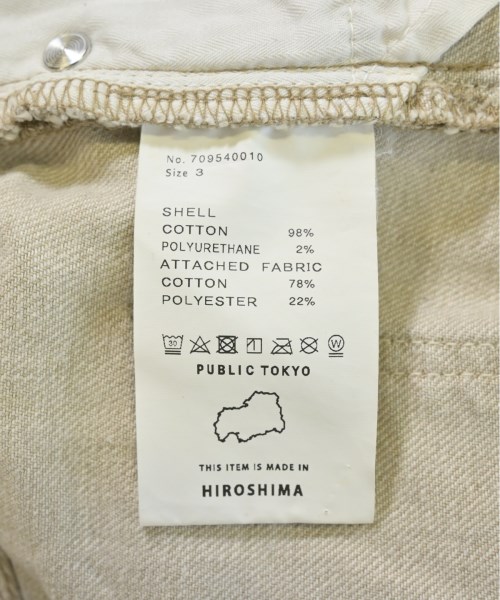 No. 709540010
Size 3
SHELL
COTTON 98%
POLYURETHANE 2%
ATTACHED FABRIC
COTTON 78%
POLYESTER 22%
30 W
PUBLIC TOKYO
THIS ITEM IS MADE IN
HIROSHIMA